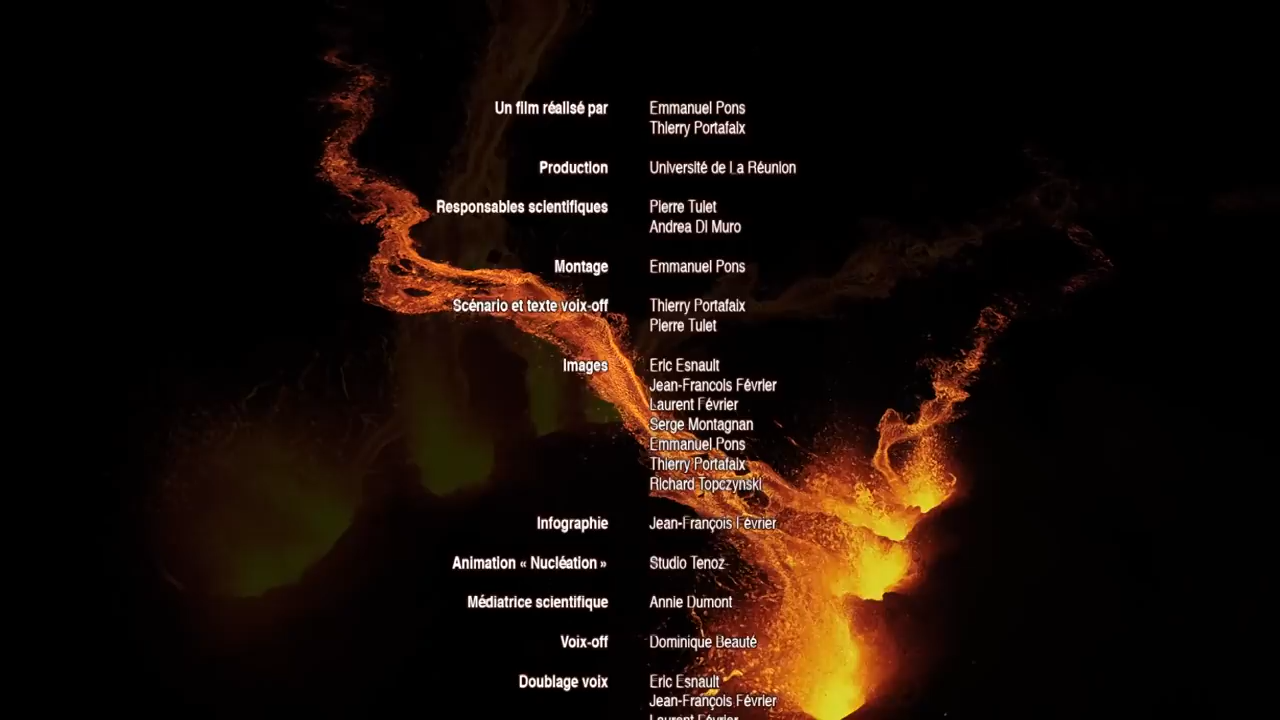 Un film réalisé par Emmanuel Pons
Thierry Portafaix
Production Université de La Réunion
Responsables scientifiques Pierre Tulet
Andrea Di Muro
Montage Emmanuel Pons
Scénario et texte voix-off Thierry Portafaix
Pierre Tulet
Images Eric Esnault
Jean-Francois Février
Laurent Février
Serge Montagnan
Emmanuel Pons
Thierry Portafaix
Richard Topczynski
Infographie Jean-François Février
Animation « Nucléation » Studio Tenoz
Médiatrice scientifique Annie Dumont
Voix-off Dominique Beauté
Doublage voix Eric Esnault
Jean-François Février
Laurent Février